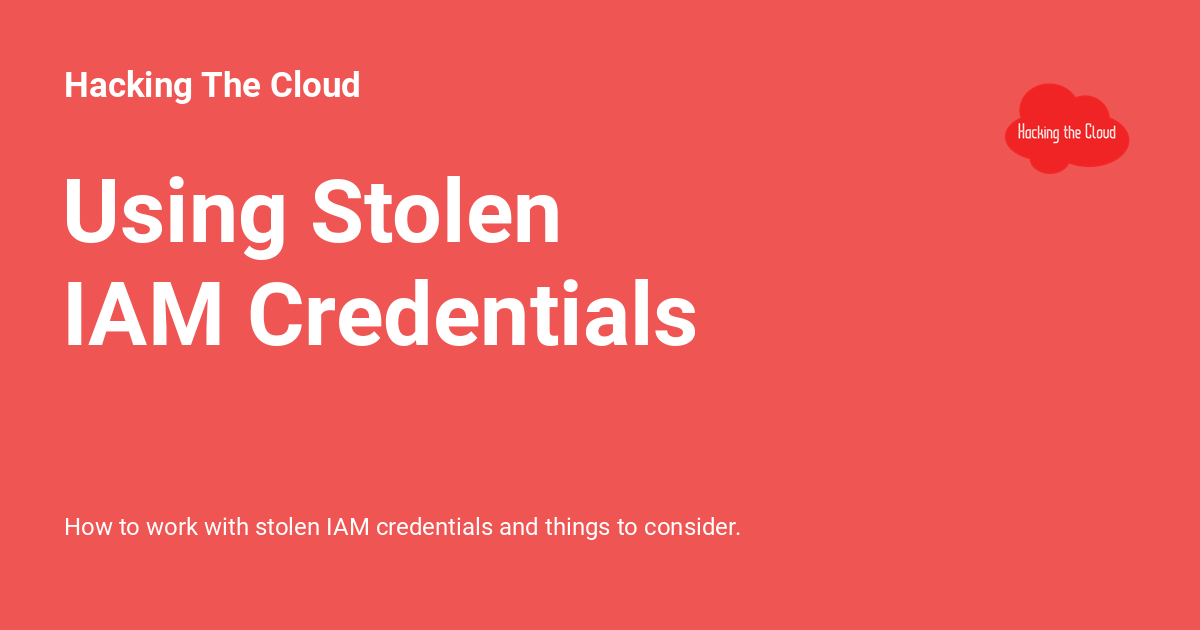 Hacking The Cloud
Hacking the Cloud
Using Stolen
IAM Credentials
How to work with stolen IAM credentials and things to consider.